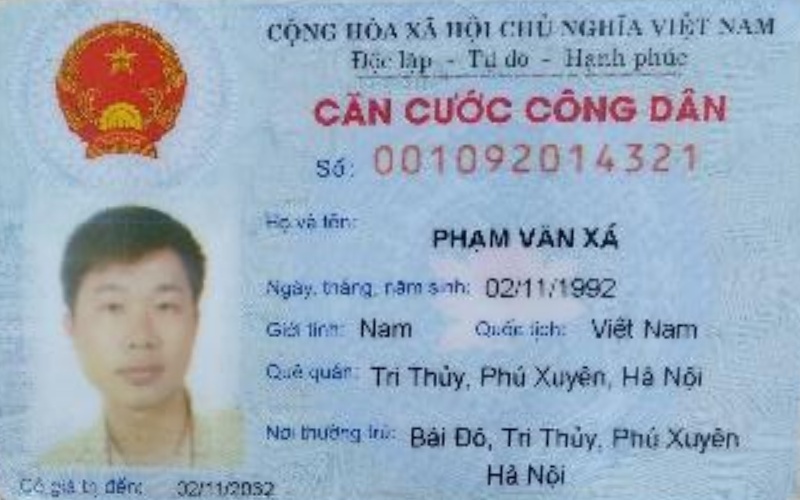 CỘNG HÒA XÃ HỘI CHỦ NGHĨA VIỆT NAM
Độc lập - Tự do - Hạnh phúc
CĂN CƯỚC CÔNG DÂN
Số: 001092014321
Họ và tên:
PHẠM VĂN XÁ
Ngày, tháng, năm sinh: 02/11/1992
Giới tính: Nam Quốc tịch: Việt Nam
Quê quán: Tri Thủy, Phú Xuyên, Hà Nội
Nơi thường trú: Bái Đô, Tri Thủy, Phú Xuyên
Hà Nội
Có giá trị đến: 02/11/2032